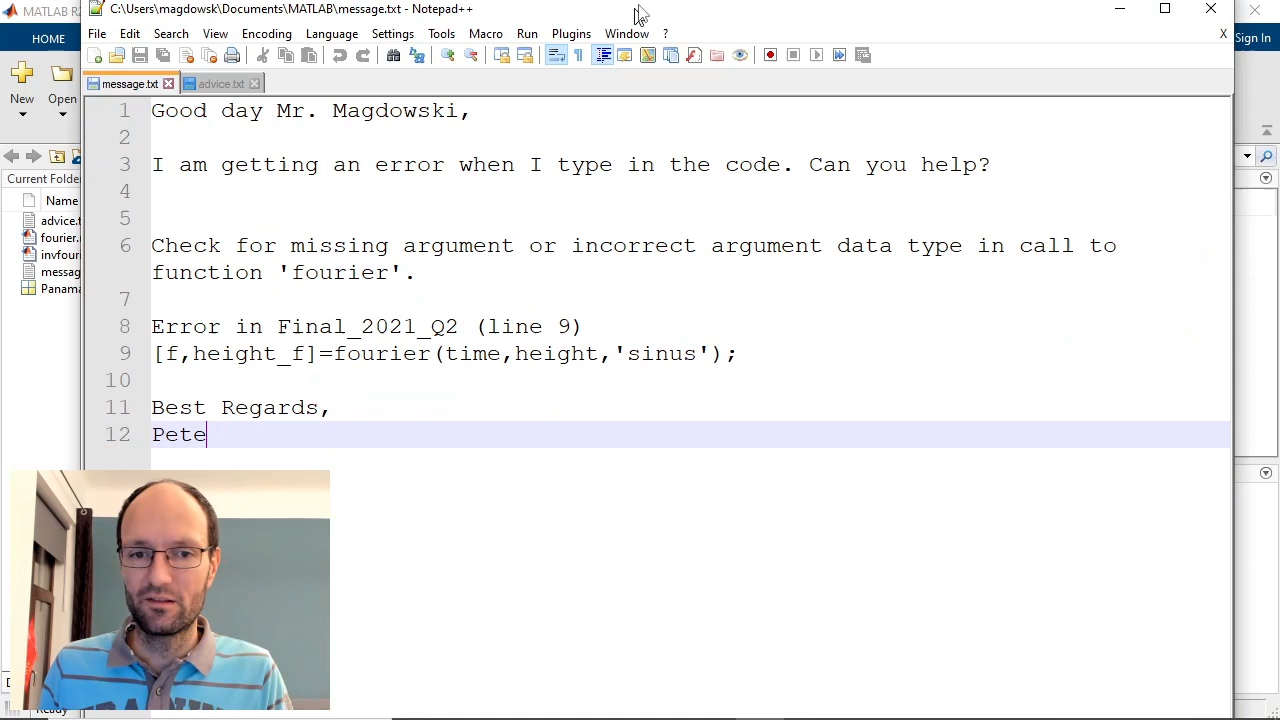 MATLAB R2
C:\Users\magdowsk\Documents\MATLAB\message.txt - Notepad++
HOME
File Edit Search View Encoding Language Settings Tools Macro Run Plugins Window ?
X
Sign In
New
Open
message.txt
advice.txt
Current Folde
Name
advice.t
fourier.
invfouri
messag
Panama
1 Good day Mr. Magdowski,
2
3 I am getting an error when I type in the code. Can you help?
4
5
6 Check for missing argument or incorrect argument data type in call to
function 'fourier'.
7
8 Error in Final_2021_Q2 (line 9)
9 [f,height_f]=fourier(time,height,'sinus');
10
11 Best Regards,
12 Pete